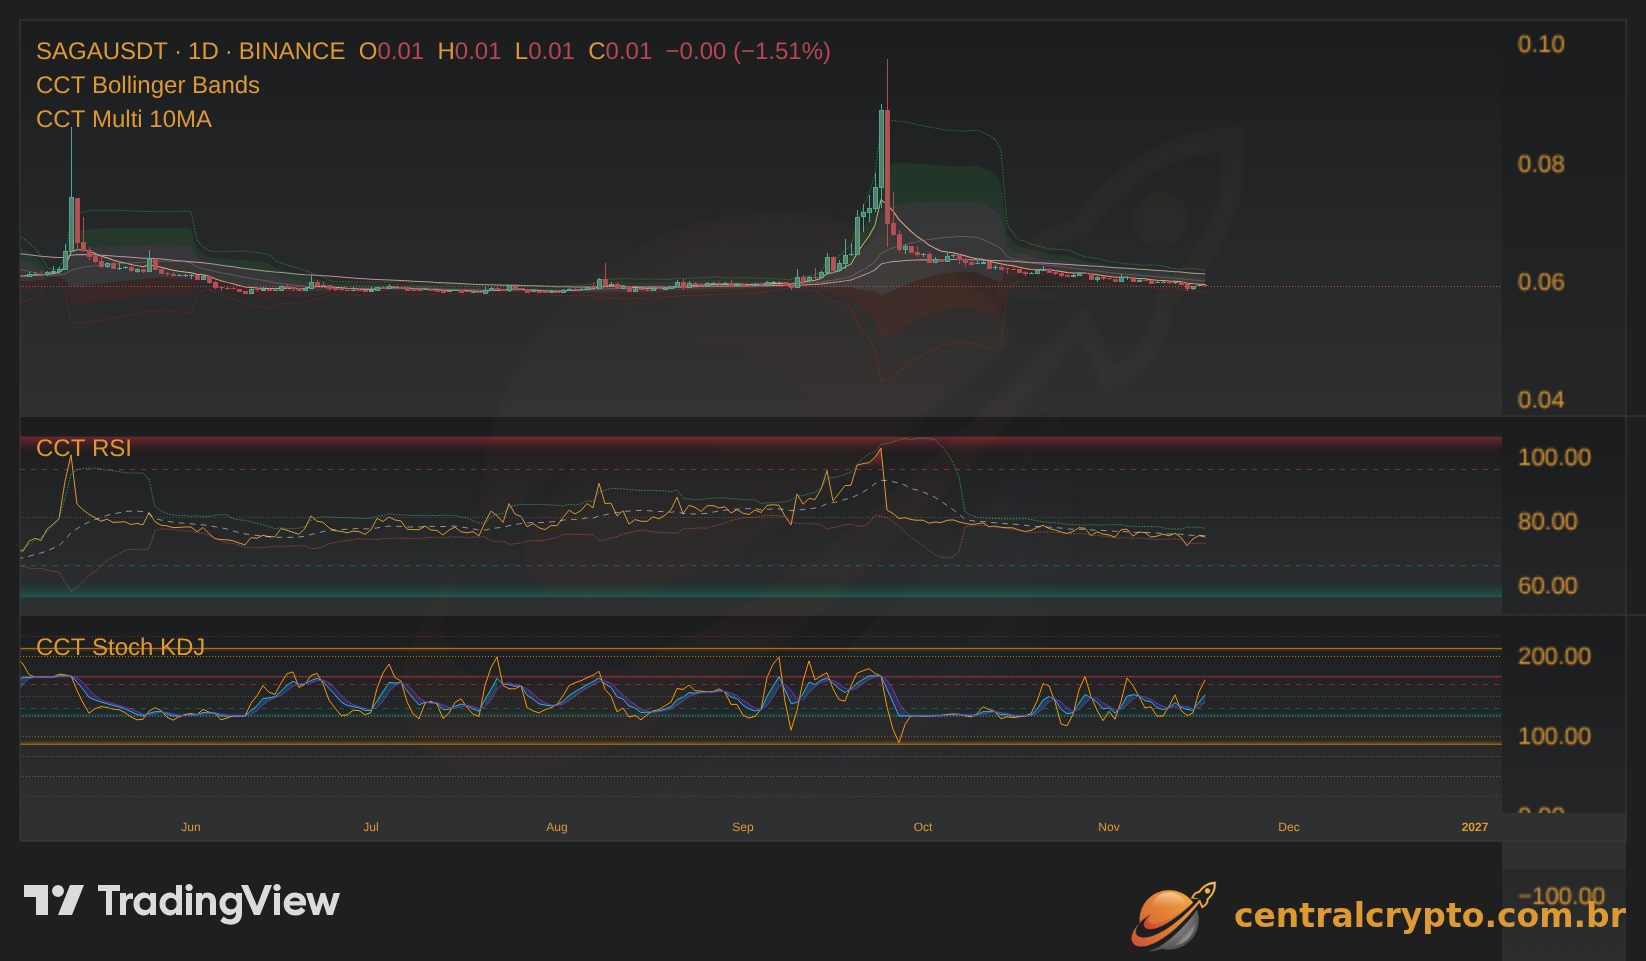 SAGAUSDT · 1D · BINANCE O0.01 H0.01 L0.01 C0.01 −0.00 (−1.51%)
CCT Bollinger Bands
CCT Multi 10MA
0.10
0.08
0.06
0.04
CCT RSI
100.00
80.00
60.00
CCT Stoch KDJ
200.00
100.00
0.00
Jun Jul Aug Sep Oct Nov Dec 2027
−100.00
TradingView
centralcrypto.com.br